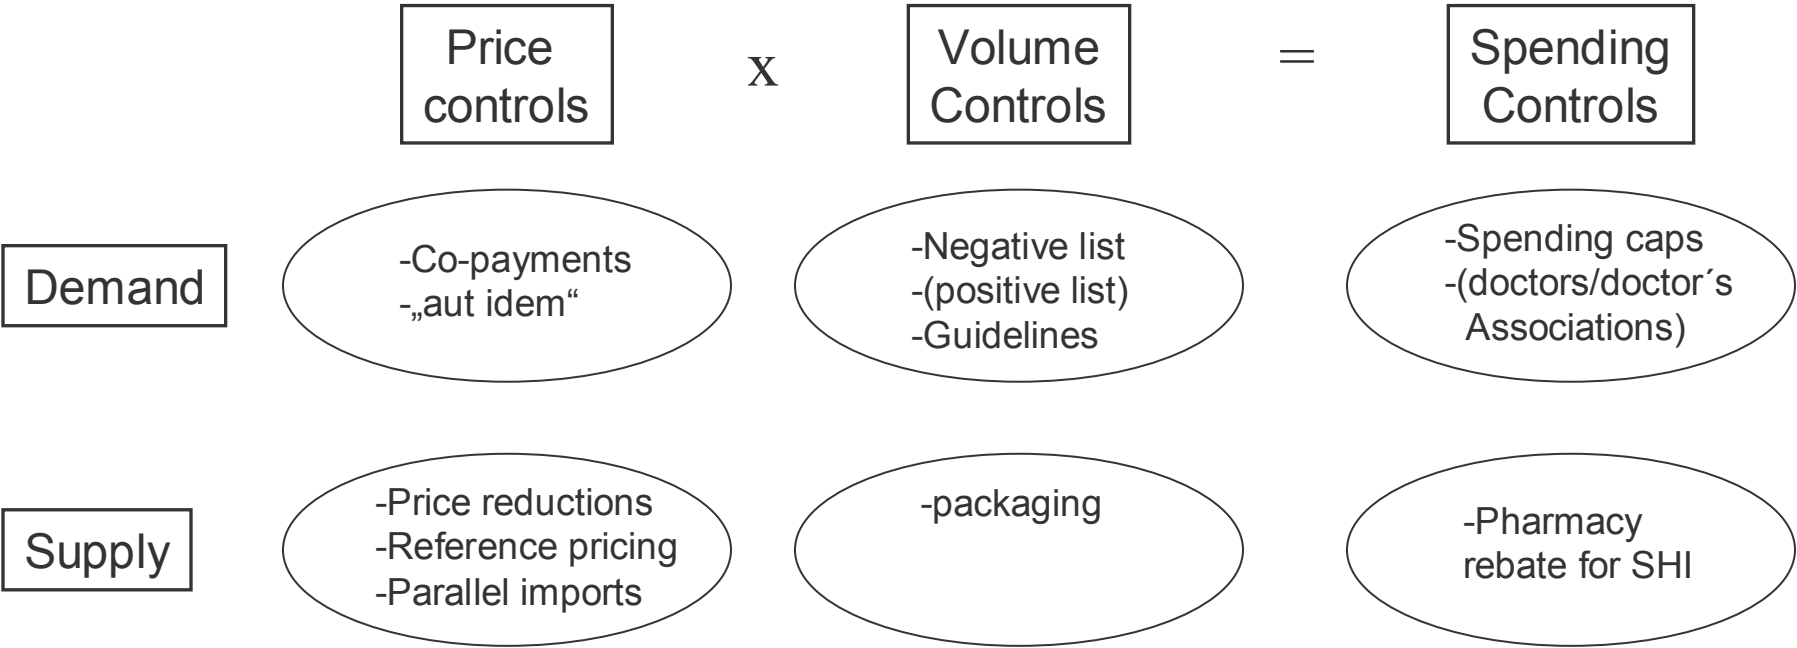 Price
controls
x
Volume
Controls
=
Spending
Controls
Demand
-Co-payments
-„aut idem“
-Negative list
-(positive list)
-Guidelines
-Spending caps
-(doctors/doctor´s
Associations)
Supply
-Price reductions
-Reference pricing
-Parallel imports
-packaging
-Pharmacy
rebate for SHI